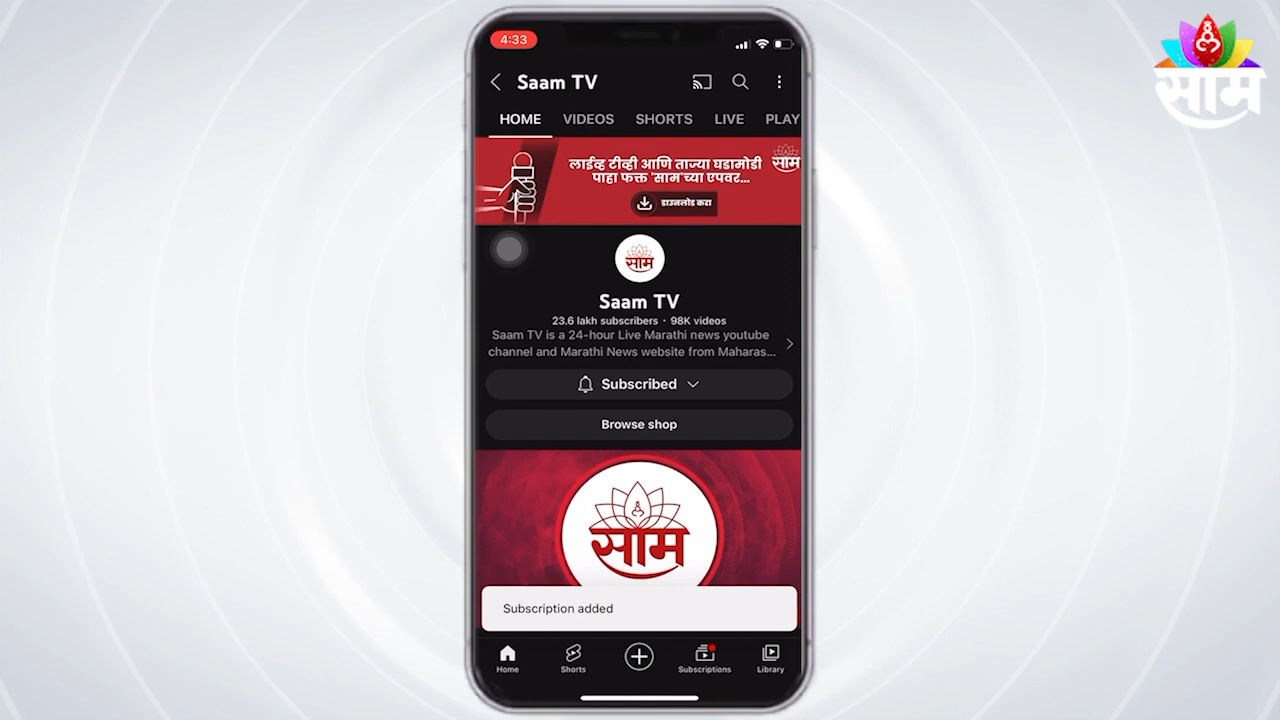 4:33
साम
Saam TV
HOME VIDEOS SHORTS LIVE PLAY
लाईव्ह टीव्ही आणि ताज्या घडामोडी
पाहा फक्त 'साम'च्या एपवर...
साम
डाउनलोड करा
साम
Saam TV
23.6 lakh subscribers · 98K videos
Saam TV is a 24-hour Live Marathi news youtube
channel and Marathi News website from Maharas...
Subscribed
Browse shop
साम
Subscription added
Home Shorts Subscriptions Library